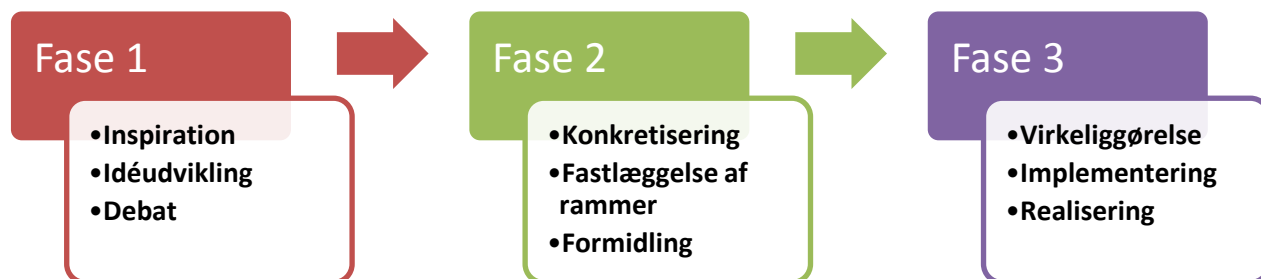 Fase 1
•Inspiration
•Idéudvikling
•Debat
Fase 2
•Konkretisering
•Fastlæggelse af
rammer
•Formidling
Fase 3
•Virkeliggørelse
•Implementering
•Realisering